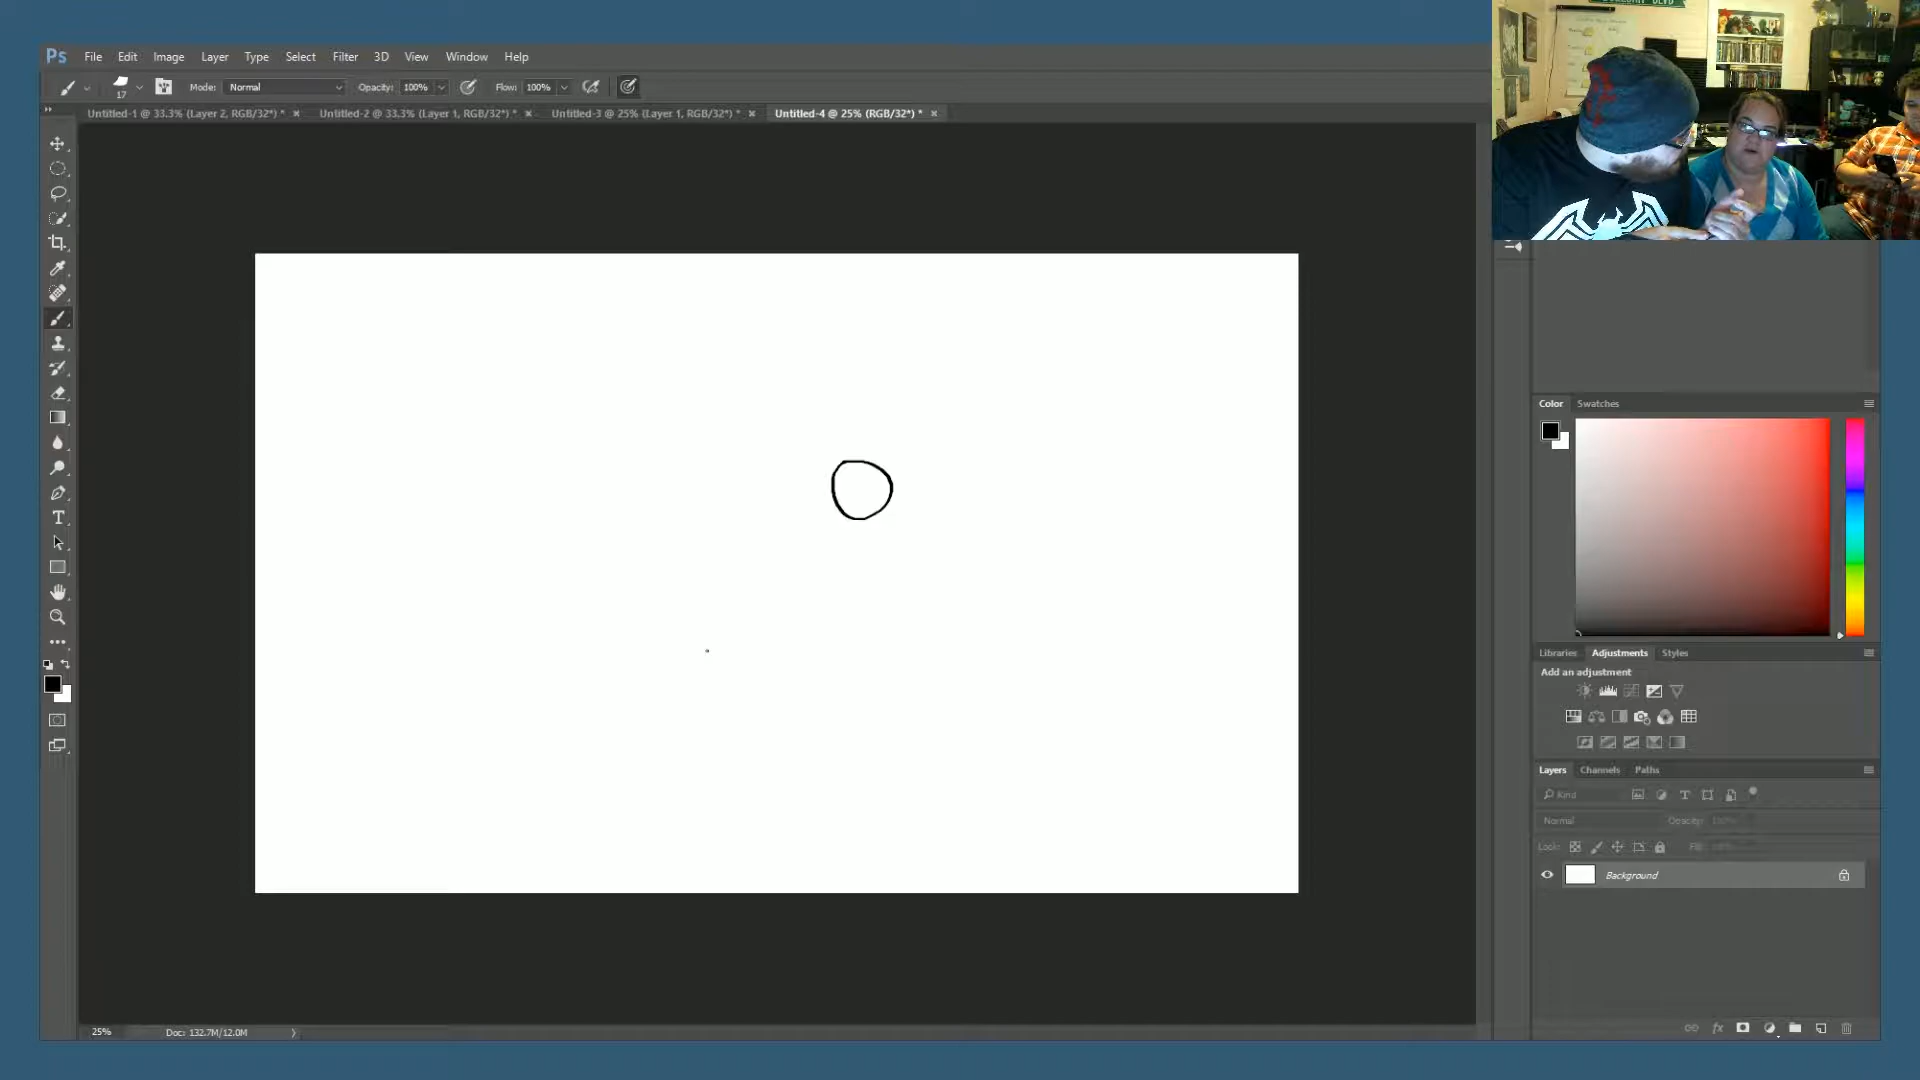 Ps File Edit Image Layer Type Select Filter 3D View Window Help
17 Mode: Normal Opacity: 100% Flow: 100%
Untitled-1 @ 33.3% (Layer 2, RGB/32*) * × Untitled-2 @ 33.3% (Layer 1, RGB/32*) * × Untitled-3 @ 25% (Layer 1, RGB/32*) * × Untitled-4 @ 25% (RGB/32*) * ×
Color Swatches
Libraries Adjustments Styles
Add an adjustment
Layers Channels Paths
Kind
Normal Opacity: 100%
Lock: Fill:
Background
25% Doc: 132.7M/12.0M